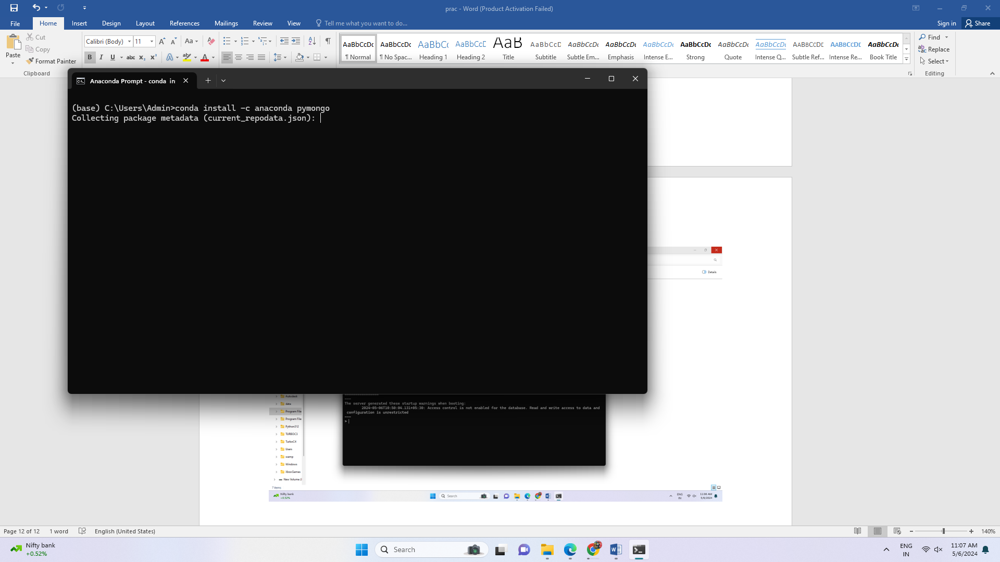 prac - Word (Product Activation Failed)
File Home Insert Design Layout References Mailings Review View Tell me what you want to do... Sign in Share
Paste
Cut
Copy
Format Painter
Clipboard
Calibri (Body) 11
AaBbCcDc ¶ Normal
AaBbCcDc ¶ No Spac...
AaBbCc Heading 1
AaBbCcD Heading 2
AaB Title
AaBbCcD Subtitle
AaBbCcDc Subtle Em...
AaBbCcDc Emphasis
AaBbCcDc Intense E...
AaBbCcDc Strong
AaBbCcDc Quote
AaBbCcDc Intense Q...
AABBCCDE Subtle Ref...
AABBCCDE Intense Re...
AaBbCcDc Book Title
Find
Replace
Select
Editing
Anaconda Prompt - conda in
(base) C:\Users\Admin>conda install -c anaconda pymongo
Collecting package metadata (current_repodata.json):
Details
Autodesk
data
Program File
Program File
Python312
TURBOC3
TurboC4
Users
wamp
Windows
XboxGames
New Volume (
7 items
---
The server generated these startup warnings when booting:
2024-05-06T10:59:04.131+05:30: Access control is not enabled for the database. Read and write access to data and
configuration is unrestricted
---
>
Nifty bank
+0.52%
Search
ENG
IN
11:06 AM
5/6/2024
Page 12 of 12 1 word English (United States) 140%
Nifty bank
+0.52%
Search
ENG
IN
11:07 AM
5/6/2024